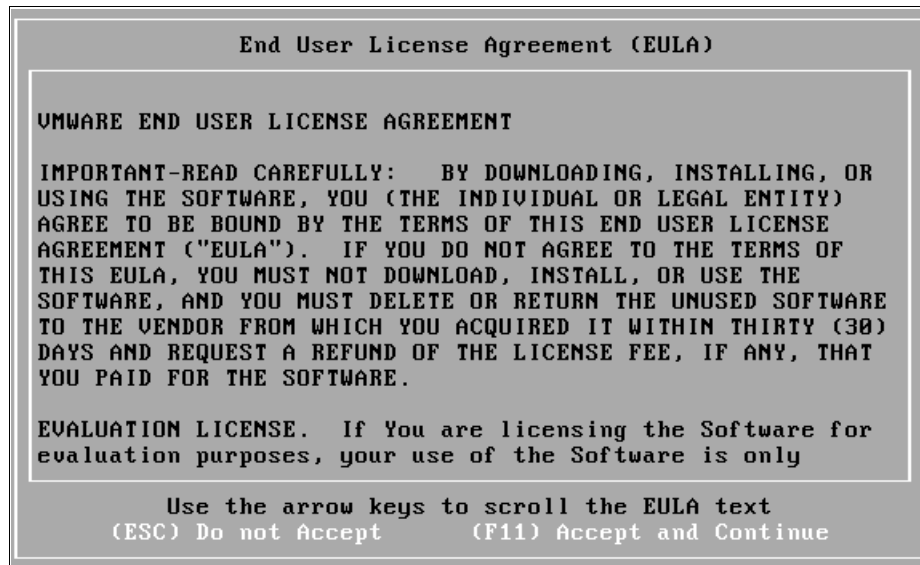 End User License Agreement (EULA)
VMWARE END USER LICENSE AGREEMENT
IMPORTANT-READ CAREFULLY:   BY DOWNLOADING, INSTALLING, OR
USING THE SOFTWARE, YOU (THE INDIVIDUAL OR LEGAL ENTITY)
AGREE TO BE BOUND BY THE TERMS OF THIS END USER LICENSE
AGREEMENT ("EULA").  IF YOU DO NOT AGREE TO THE TERMS OF
THIS EULA, YOU MUST NOT DOWNLOAD, INSTALL, OR USE THE
SOFTWARE, AND YOU MUST DELETE OR RETURN THE UNUSED SOFTWARE
TO THE VENDOR FROM WHICH YOU ACQUIRED IT WITHIN THIRTY (30)
DAYS AND REQUEST A REFUND OF THE LICENSE FEE, IF ANY, THAT
YOU PAID FOR THE SOFTWARE.
EVALUATION LICENSE.  If You are licensing the Software for
evaluation purposes, your use of the Software is only
Use the arrow keys to scroll the EULA text
(ESC) Do not Accept (F11) Accept and Continue